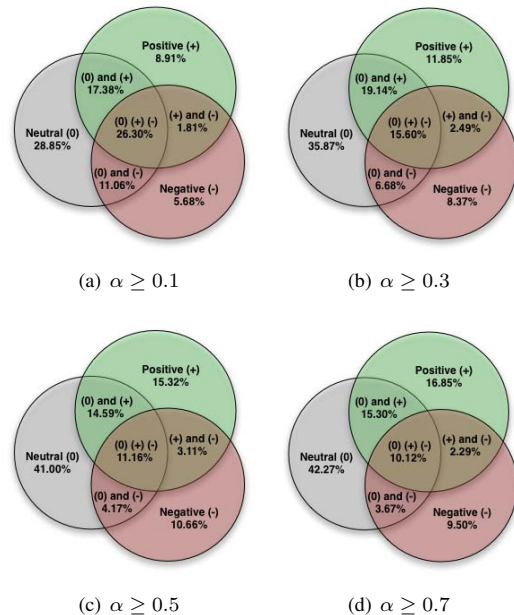 Positive (+)
8.91%
(0) and (+)
17.38%
(0) (+) (-)
26.30%
(+) and (-)
1.81%
Neutral (0)
28.85%
(0) and (-)
11.06%
Negative (-)
5.68%
(a) α ≥ 0.1
Positive (+)
11.85%
(0) and (+)
19.14%
(0) (+) (-)
15.60%
(+) and (-)
2.49%
Neutral (0)
35.87%
(0) and (-)
6.68%
Negative (-)
8.37%
(b) α ≥ 0.3
Positive (+)
15.32%
(0) and (+)
14.59%
(0) (+) (-)
11.16%
(+) and (-)
3.11%
Neutral (0)
41.00%
(0) and (-)
4.17%
Negative (-)
10.66%
(c) α ≥ 0.5
Positive (+)
16.85%
(0) and (+)
15.30%
(0) (+) (-)
10.12%
(+) and (-)
2.29%
Neutral (0)
42.27%
(0) and (-)
3.67%
Negative (-)
9.50%
(d) α ≥ 0.7